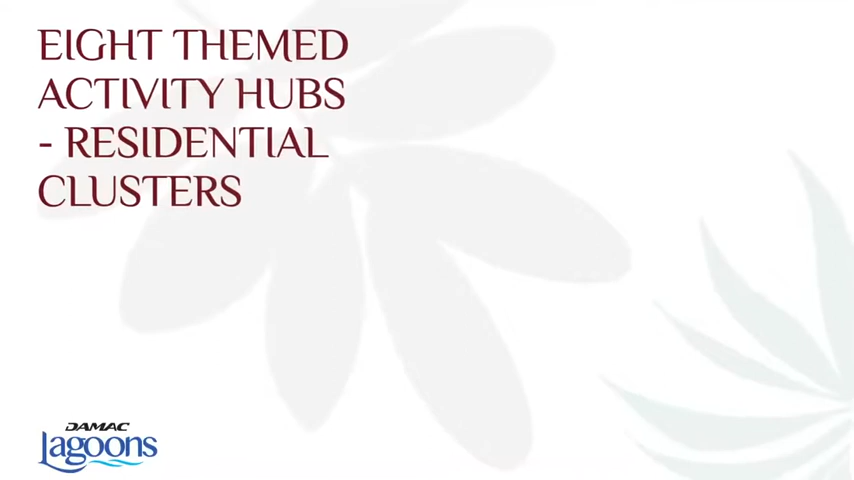 EIGHT THEMED
ACTIVITY HUBS
- RESIDENTIAL
CLUSTERS
DAMAC
Lagoons